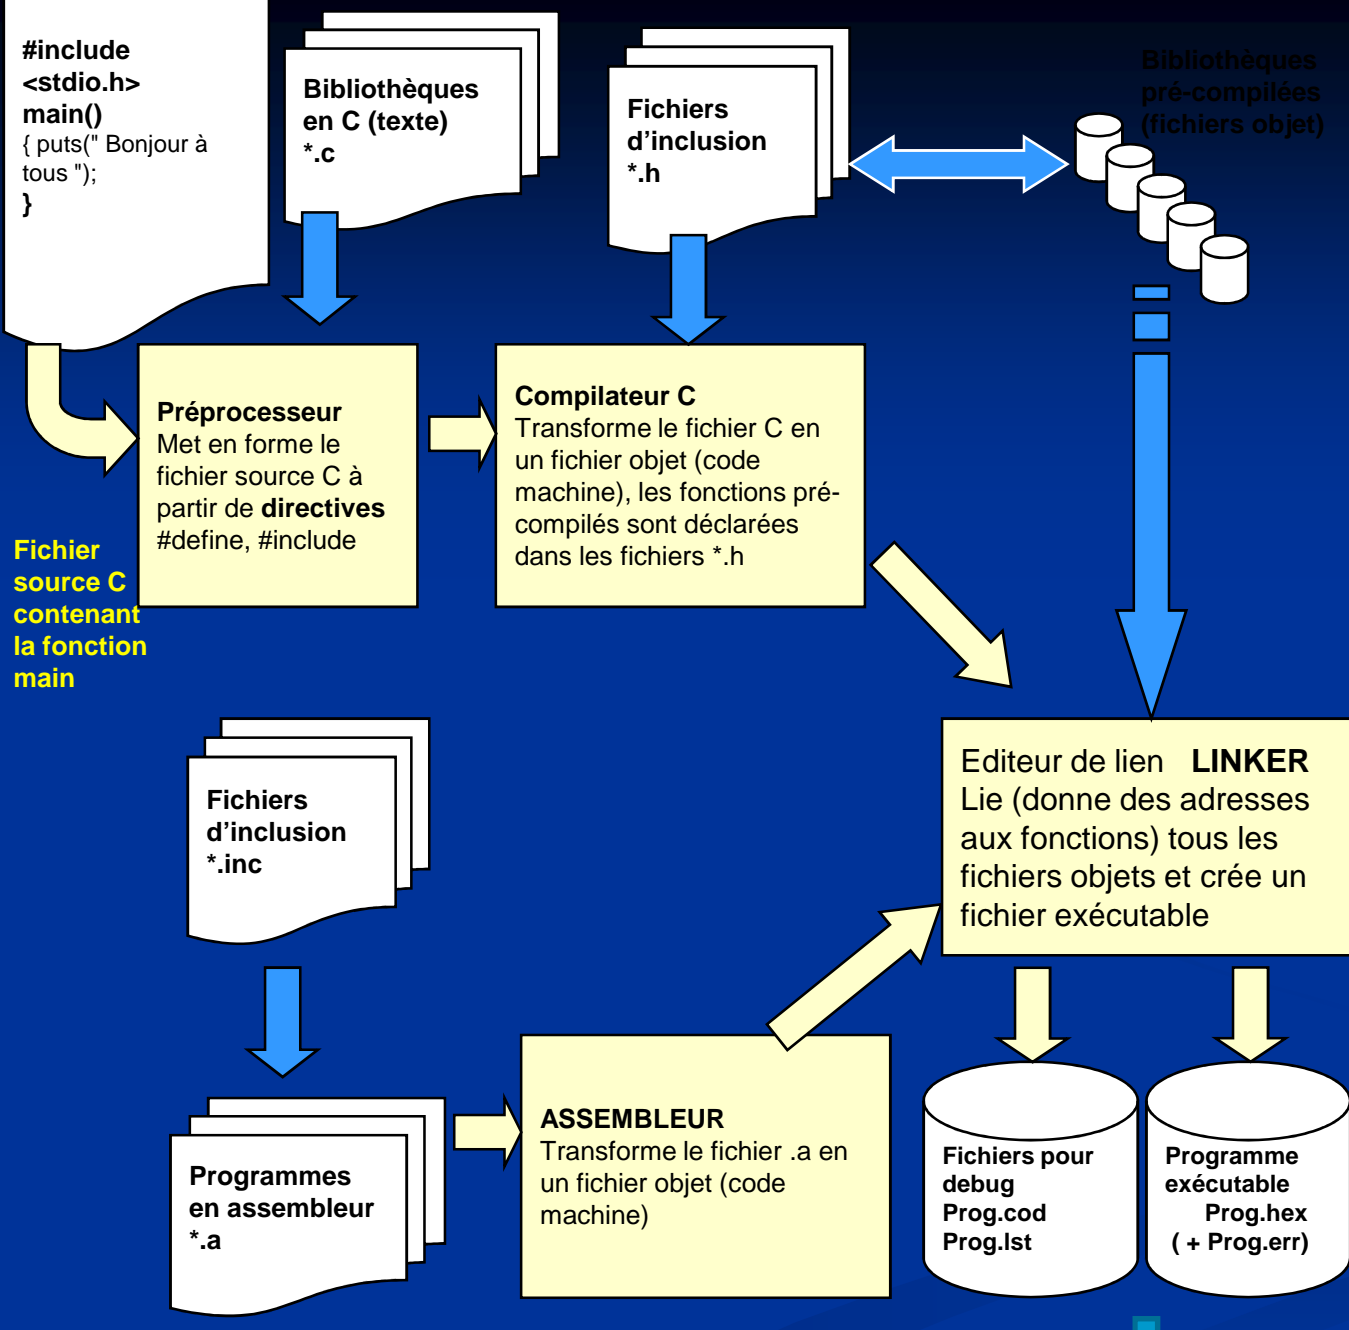 #include
<stdio.h>
main()
{ puts(" Bonjour à
tous ");
}
Bibliothèques
en C (texte)
*.c
Fichiers
d’inclusion
*.h
Bibliothèques
pré-compilées
(fichiers objet)
Préprocesseur
Met en forme le
fichier source C à
partir de directives
#define, #include
Compilateur C
Transforme le fichier C en
un fichier objet (code
machine), les fonctions pré-
compilés sont déclarées
dans les fichiers *.h
Fichier
source C
contenant
la fonction
main
Fichiers
d’inclusion
*.inc
Editeur de lien LINKER
Lie (donne des adresses
aux fonctions) tous les
fichiers objets et crée un
fichier exécutable
Programmes
en assembleur
*.a
ASSEMBLEUR
Transforme le fichier .a en
un fichier objet (code
machine)
Fichiers pour
debug
Prog.cod
Prog.lst
Programme
exécutable
Prog.hex
( + Prog.err)